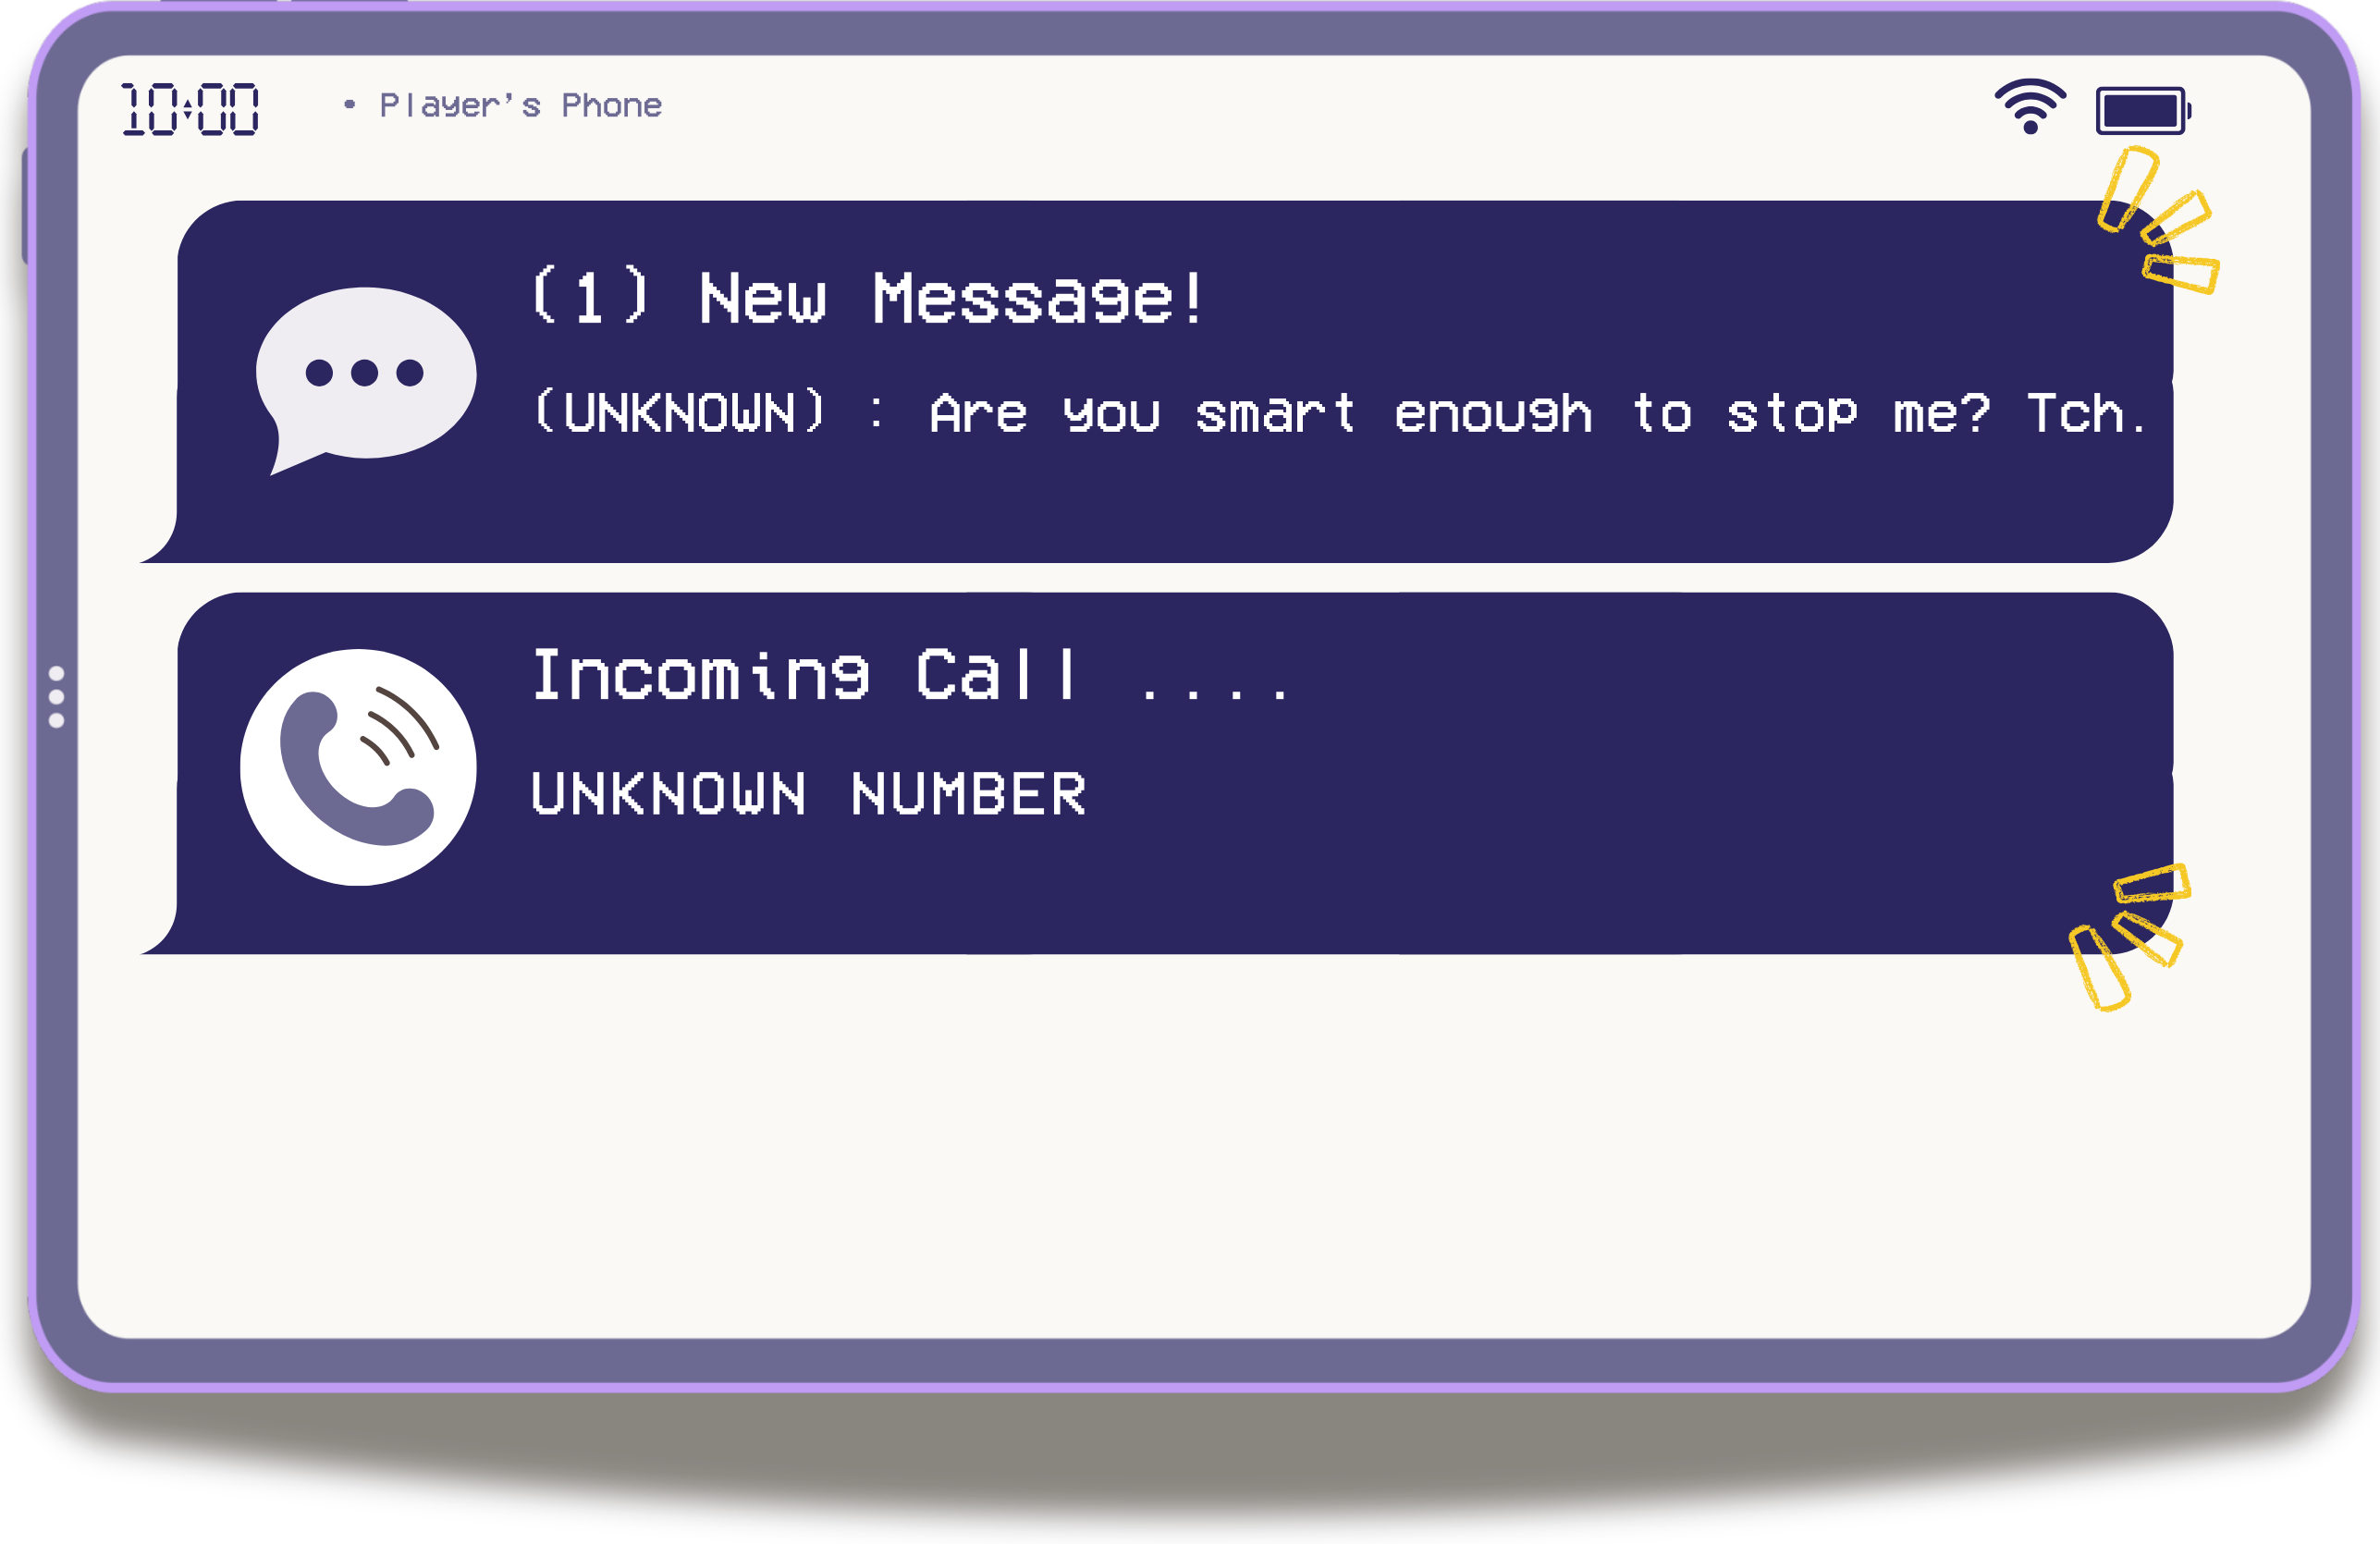 10:00
• Player's Phone
(1) New Message!
(UNKNOWN) : Are you smart enough to stop me? Tch.
Incoming Call ....
UNKNOWN NUMBER